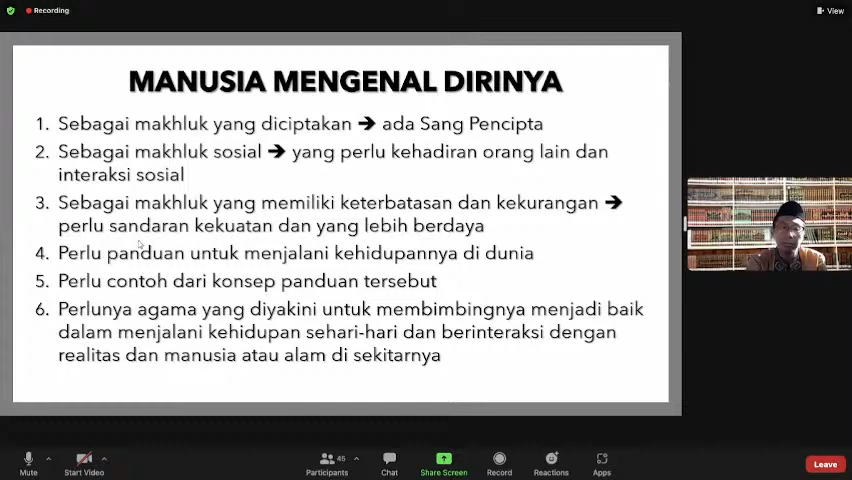 Recording
View
MANUSIA MENGENAL DIRINYA
1. Sebagai makhluk yang diciptakan → ada Sang Pencipta
2. Sebagai makhluk sosial → yang perlu kehadiran orang lain dan
interaksi sosial
3. Sebagai makhluk yang memiliki keterbatasan dan kekurangan →
perlu sandaran kekuatan dan yang lebih berdaya
4. Perlu panduan untuk menjalani kehidupannya di dunia
5. Perlu contoh dari konsep panduan tersebut
6. Perlunya agama yang diyakini untuk membimbingnya menjadi baik
dalam menjalani kehidupan sehari-hari dan berinteraksi dengan
realitas dan manusia atau alam di sekitarnya
45
Mute
Start Video
Participants
Chat
Share Screen
Record
Reactions
Apps
Leave